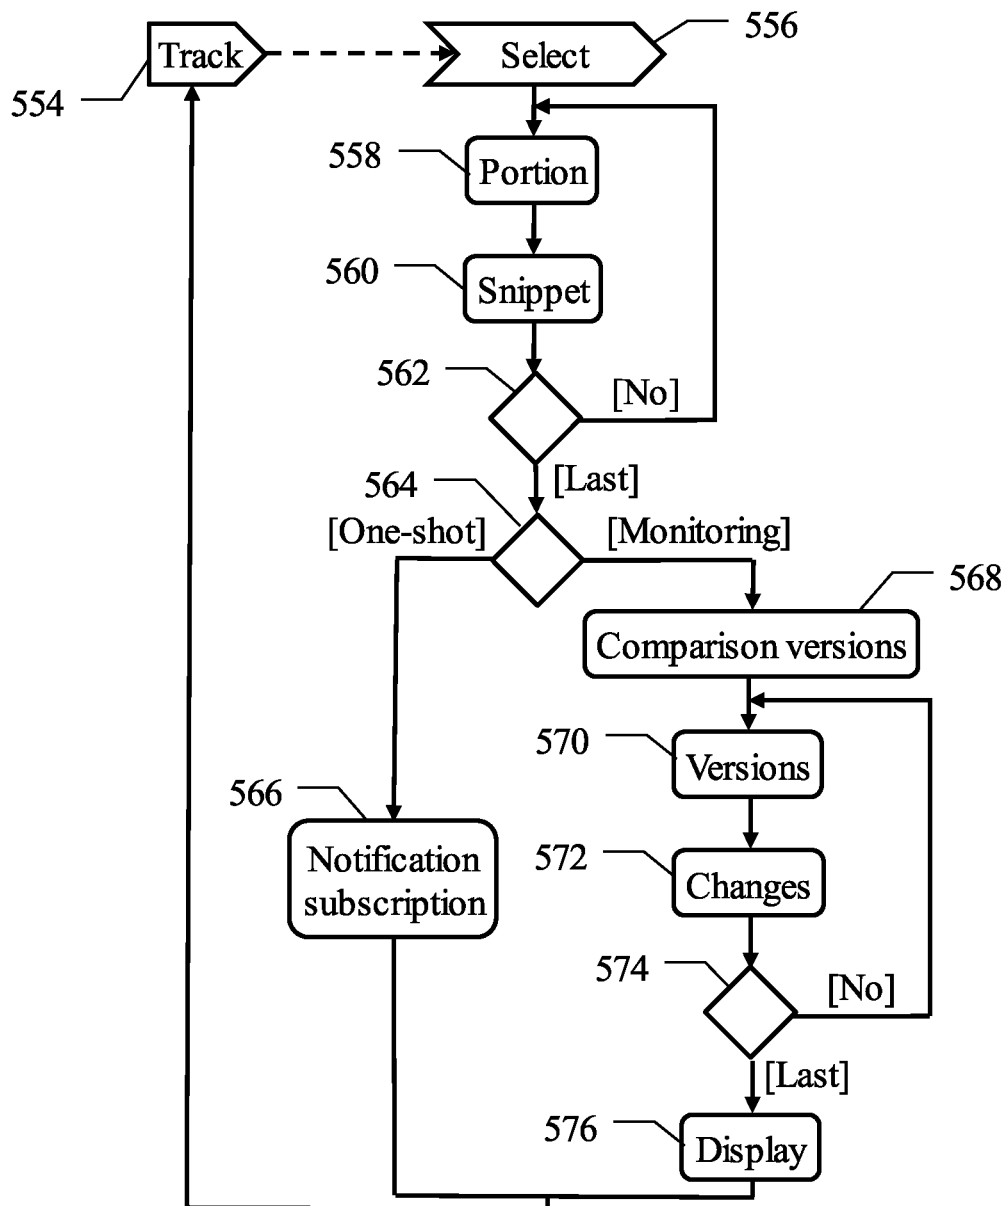 Track
Select
556
554
558
Portion
560
Snippet
562
[No]
[Last]
564
[One-shot]
[Monitoring]
568
Comparison versions
570
Versions
566
Notification
subscription
572
Changes
574
[No]
[Last]
576
Display